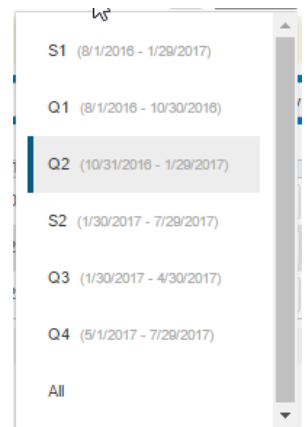 S1 (8/1/2016 - 1/29/2017)
Q1 (8/1/2016 - 10/30/2016)
Q2 (10/31/2016 - 1/29/2017)
S2 (1/30/2017 - 7/29/2017)
Q3 (1/30/2017 - 4/30/2017)
Q4 (5/1/2017 - 7/29/2017)
All